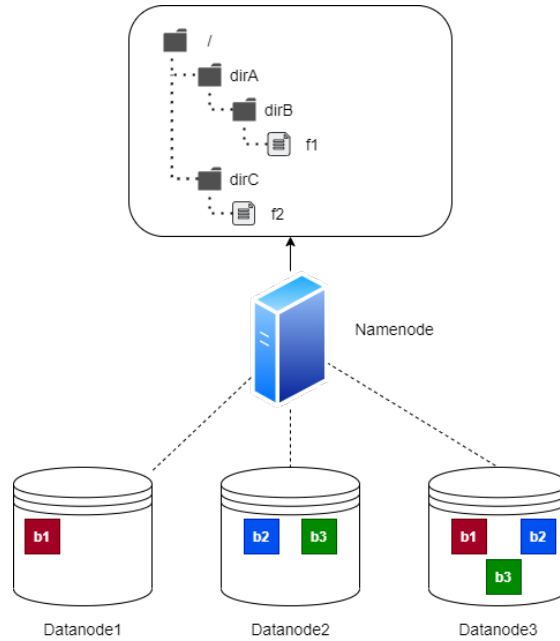 /
dirA
dirB
f1
dirC
f2
Namenode
b1
b2 b3
b1 b2
b3
Datanode1 Datanode2 Datanode3